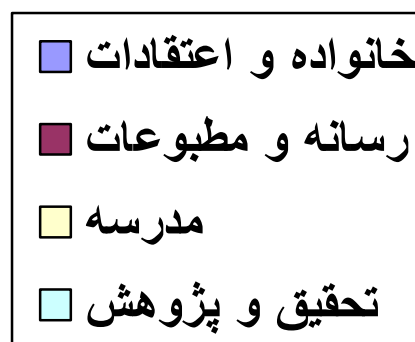 خانواده و اعتقادات
رسانه و مطبوعات
مدرسه
تحقیق و پژوهش